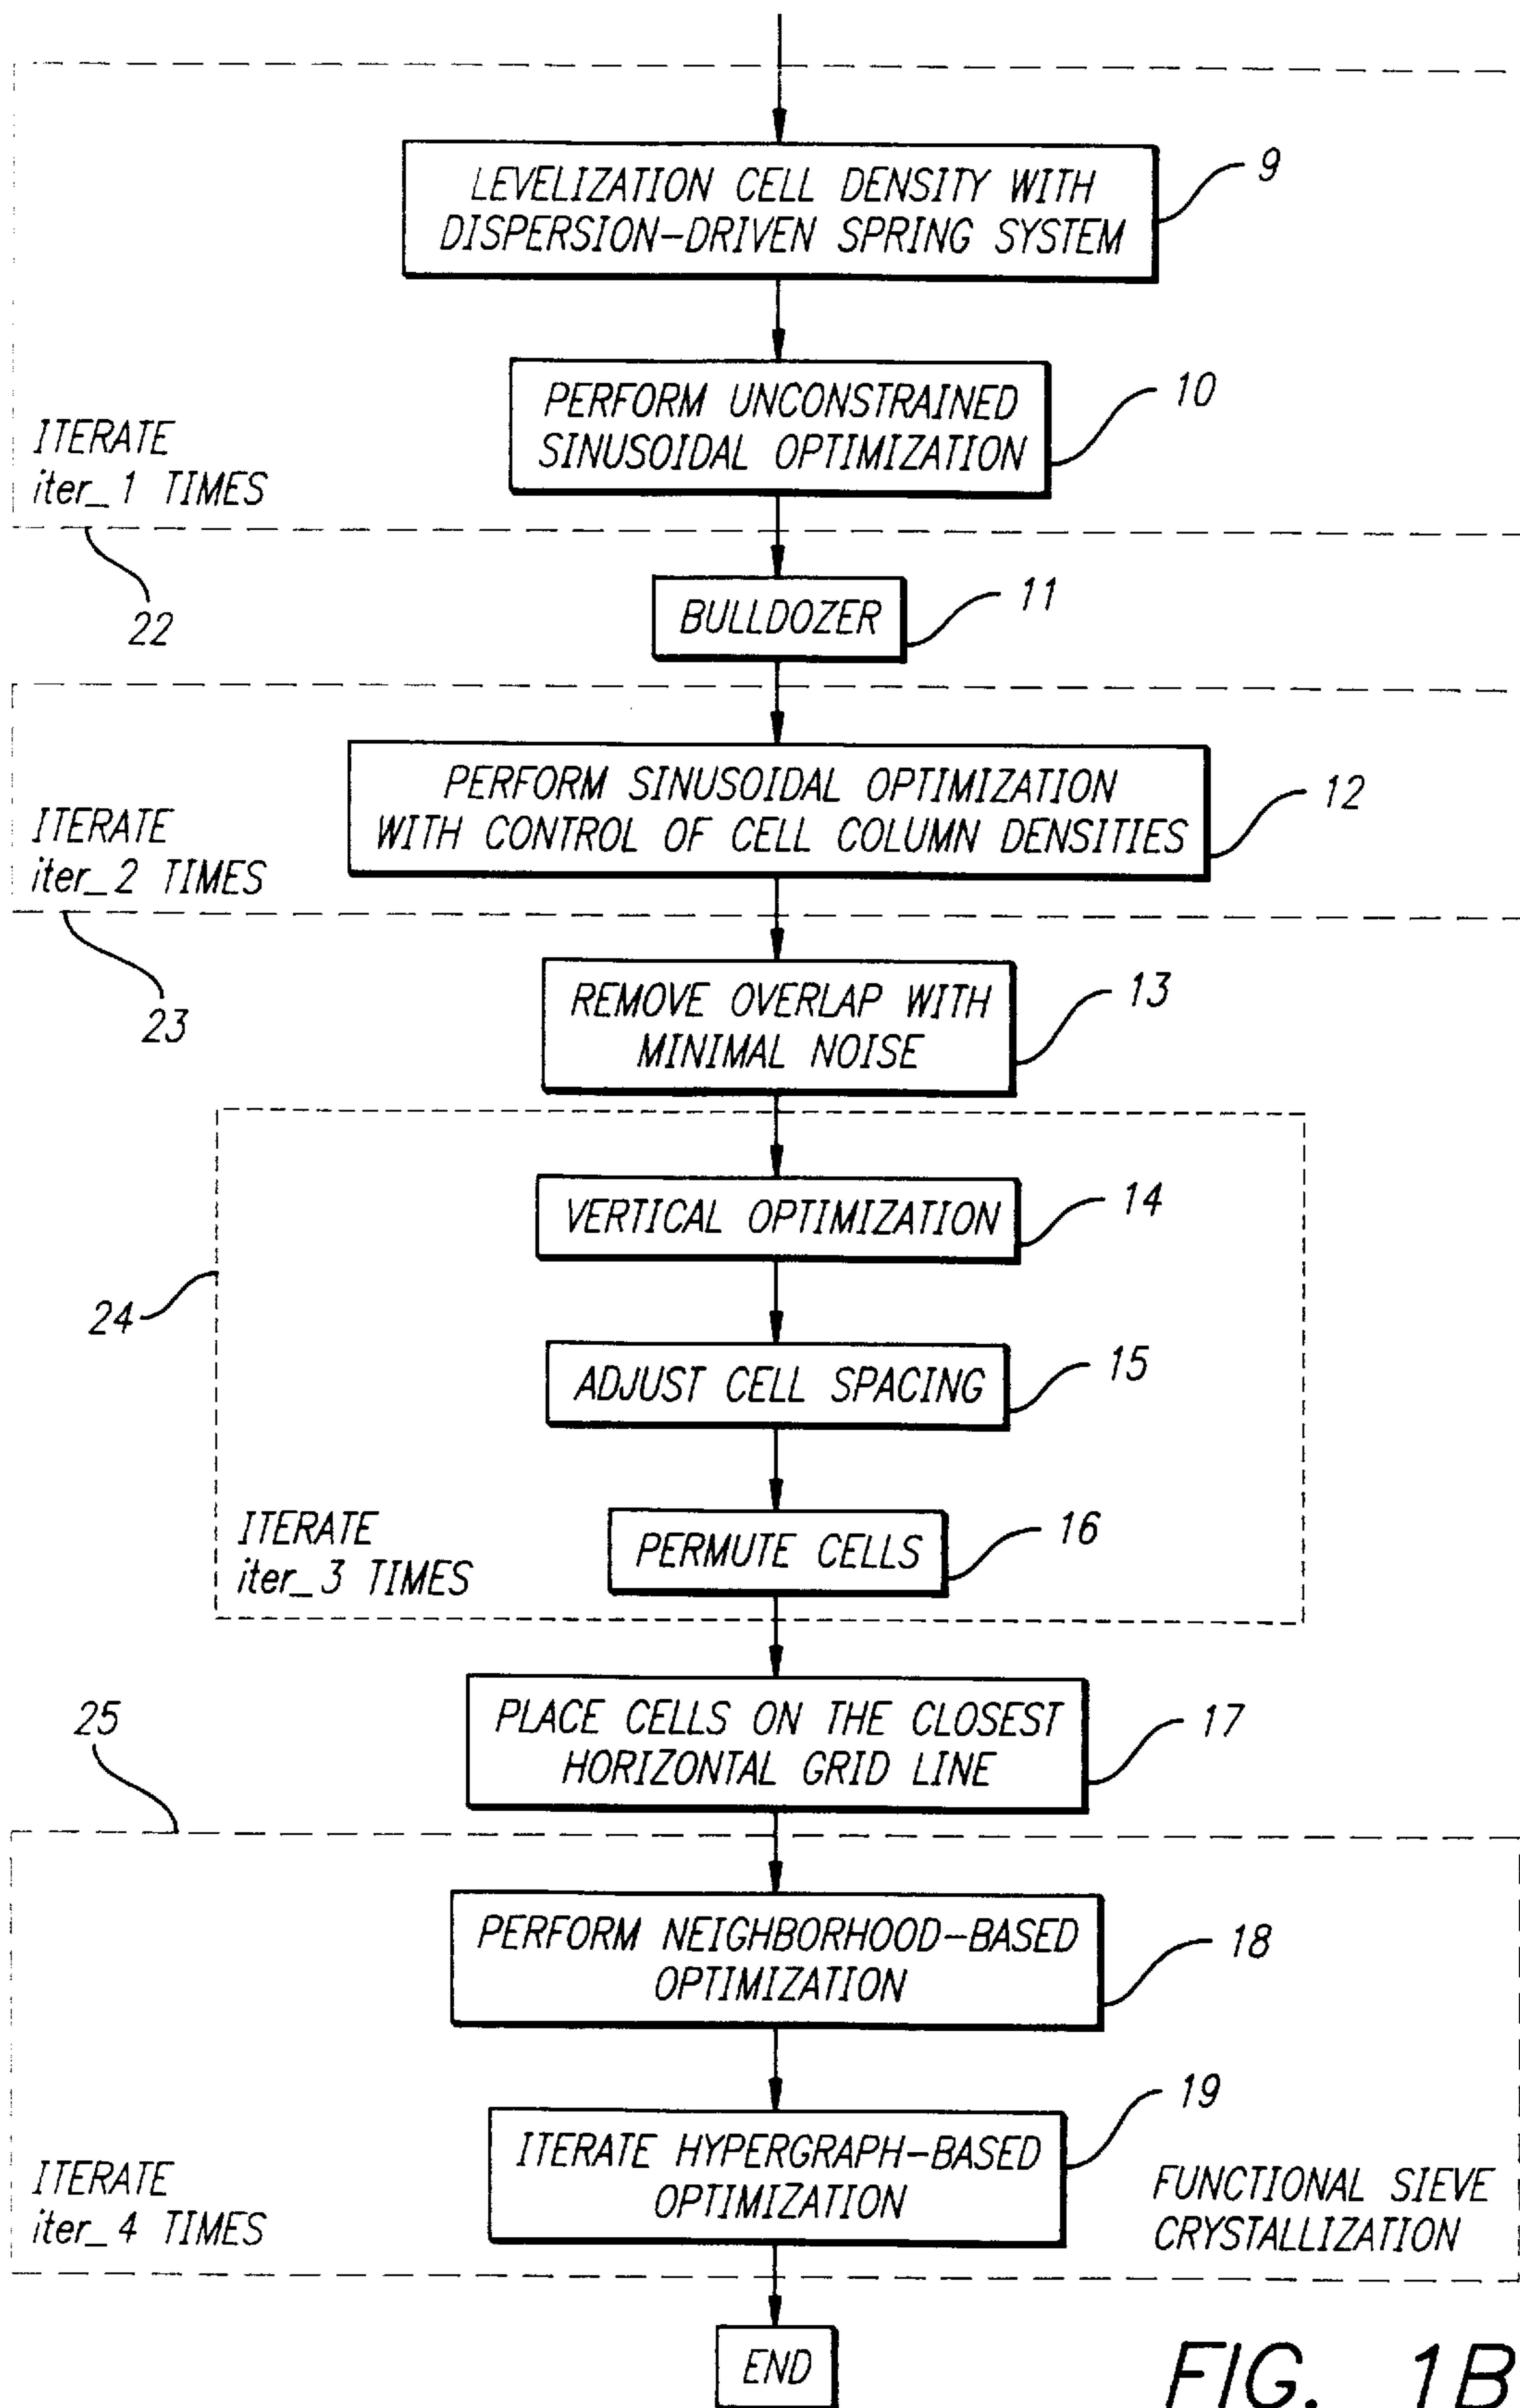 LEVELIZATION CELL DENSITY WITH
DISPERSION-DRIVEN SPRING SYSTEM
9
PERFORM UNCONSTRAINED
SINUSOIDAL OPTIMIZATION
10
ITERATE
iter_1 TIMES
22
BULLDOZER
11
PERFORM SINUSOIDAL OPTIMIZATION
WITH CONTROL OF CELL COLUMN DENSITIES
12
ITERATE
iter_2 TIMES
23
REMOVE OVERLAP WITH
MINIMAL NOISE
13
VERTICAL OPTIMIZATION
14
24
ADJUST CELL SPACING
15
PERMUTE CELLS
16
ITERATE
iter_3 TIMES
PLACE CELLS ON THE CLOSEST
HORIZONTAL GRID LINE
17
25
PERFORM NEIGHBORHOOD-BASED
OPTIMIZATION
18
ITERATE HYPERGRAPH-BASED
OPTIMIZATION
19
ITERATE
iter_4 TIMES
FUNCTIONAL SIEVE
CRYSTALLIZATION
END
FIG. 1B